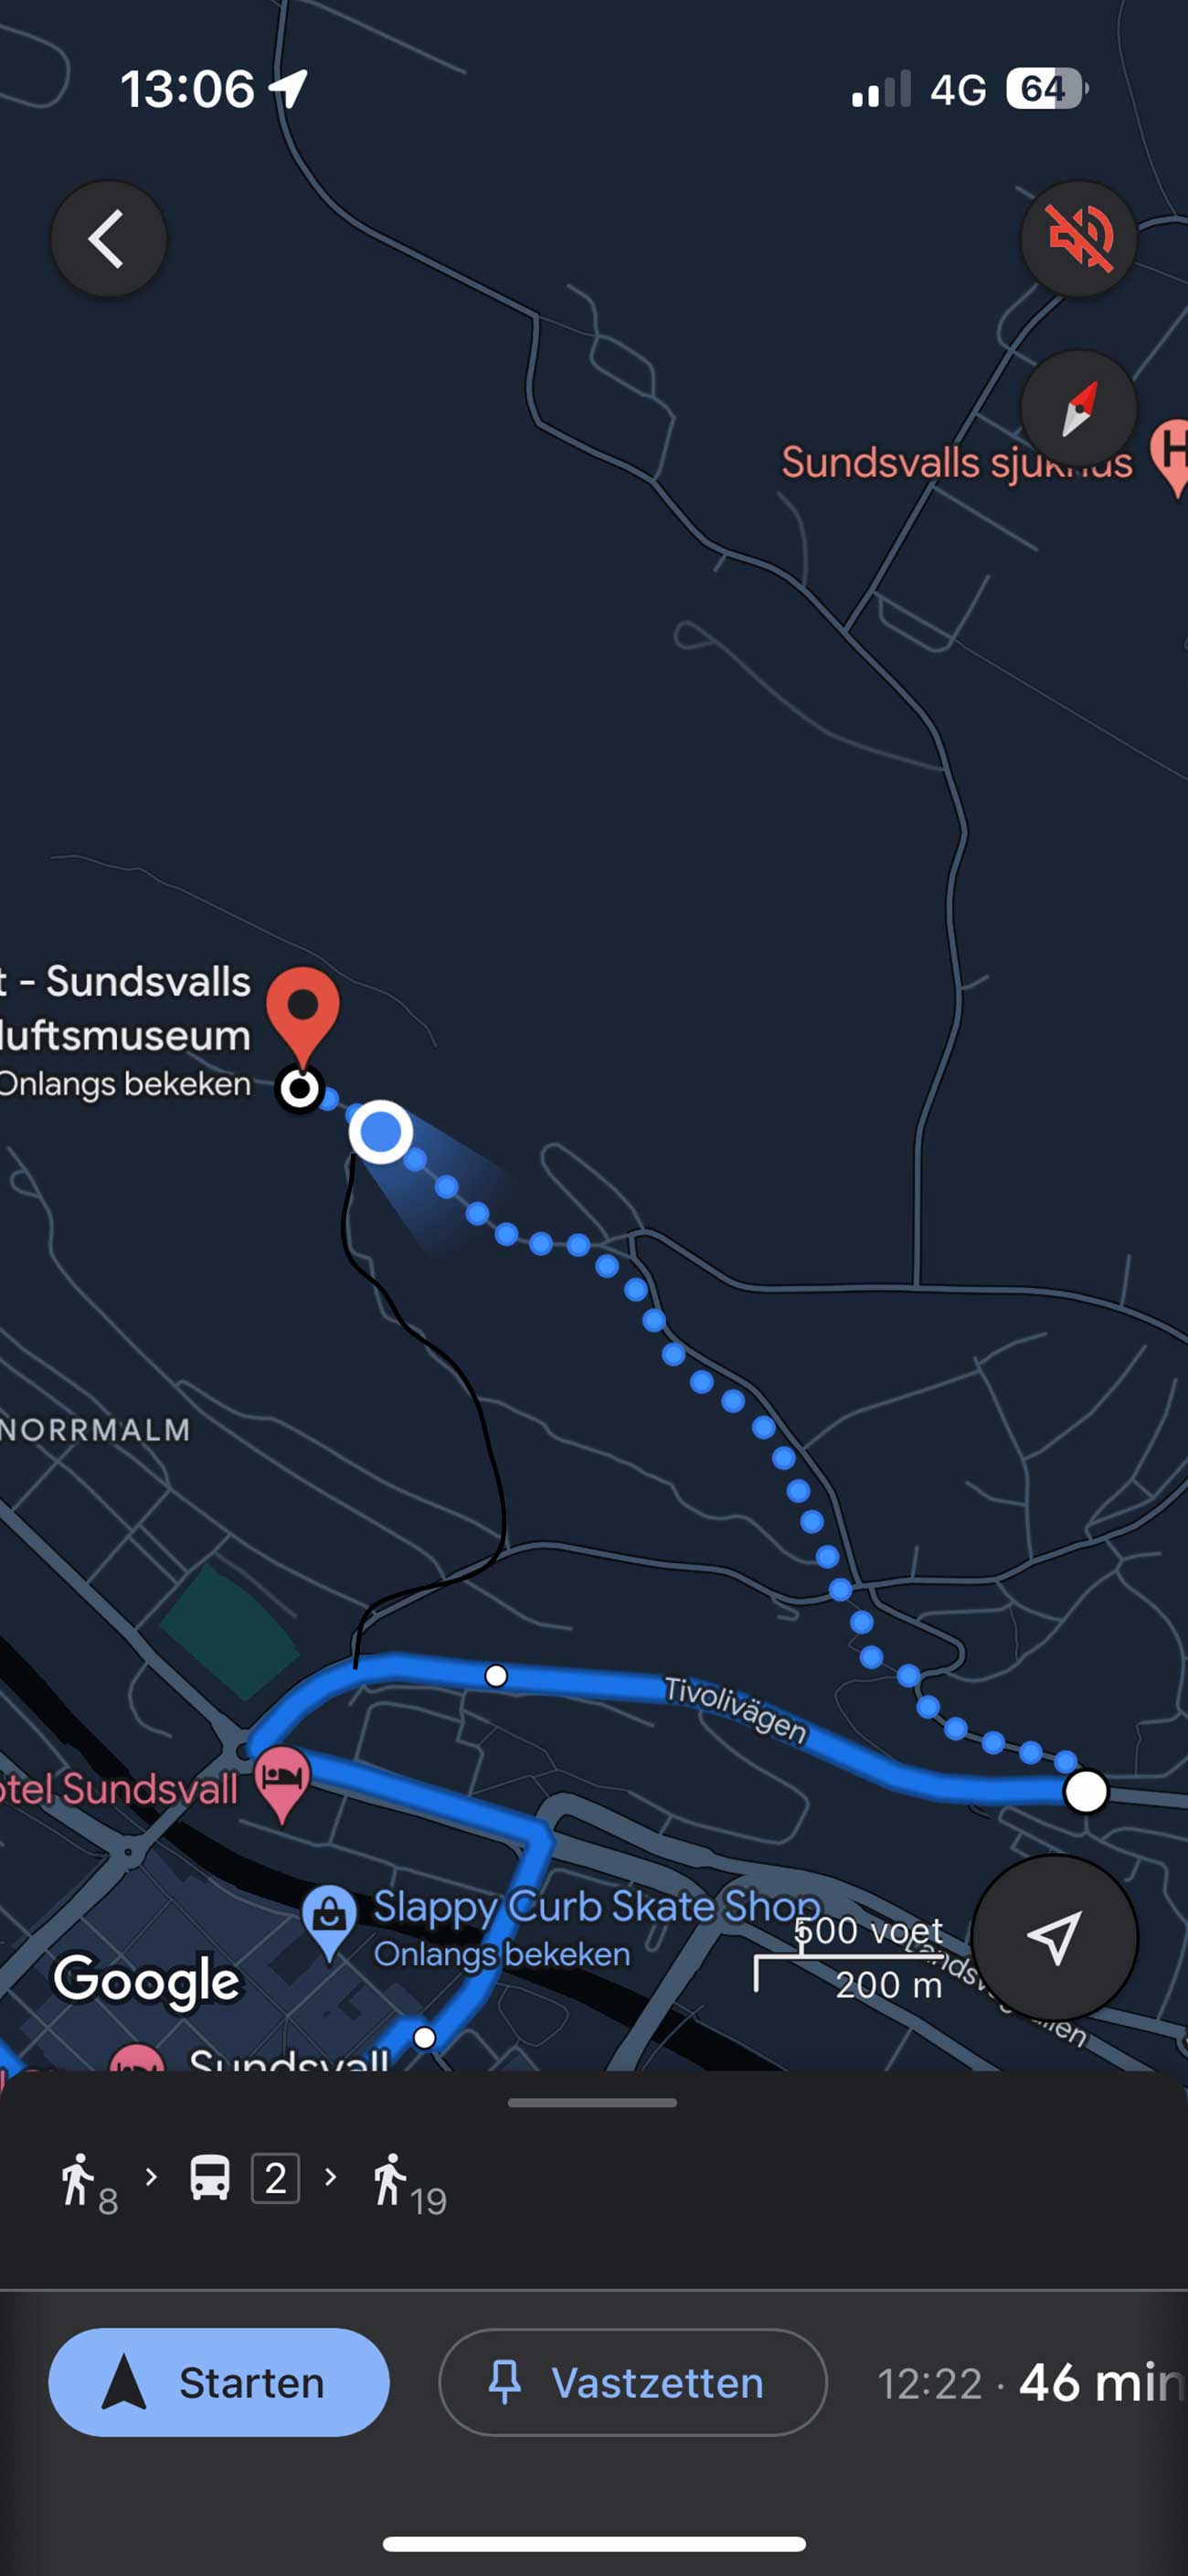 13:06
4G 64
Sundsvalls sjukhus
H
t - Sundsvalls
luftsmuseum
Onlangs bekeken
NORRMALM
Tivolivägen
otel Sundsvall
Slappy Curb Skate Shop
Onlangs bekeken
500 voet
200 m
Google
Sundsvall
8 2 19
Starten
Vastzetten
12:22 · 46 min